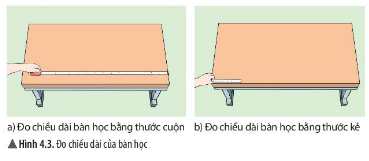 a) Đo chiều dài bàn học bằng thước cuộn b) Đo chiều dài bàn học bằng thước kẻ
▲ Hình 4.3. Đo chiều dài của bàn học